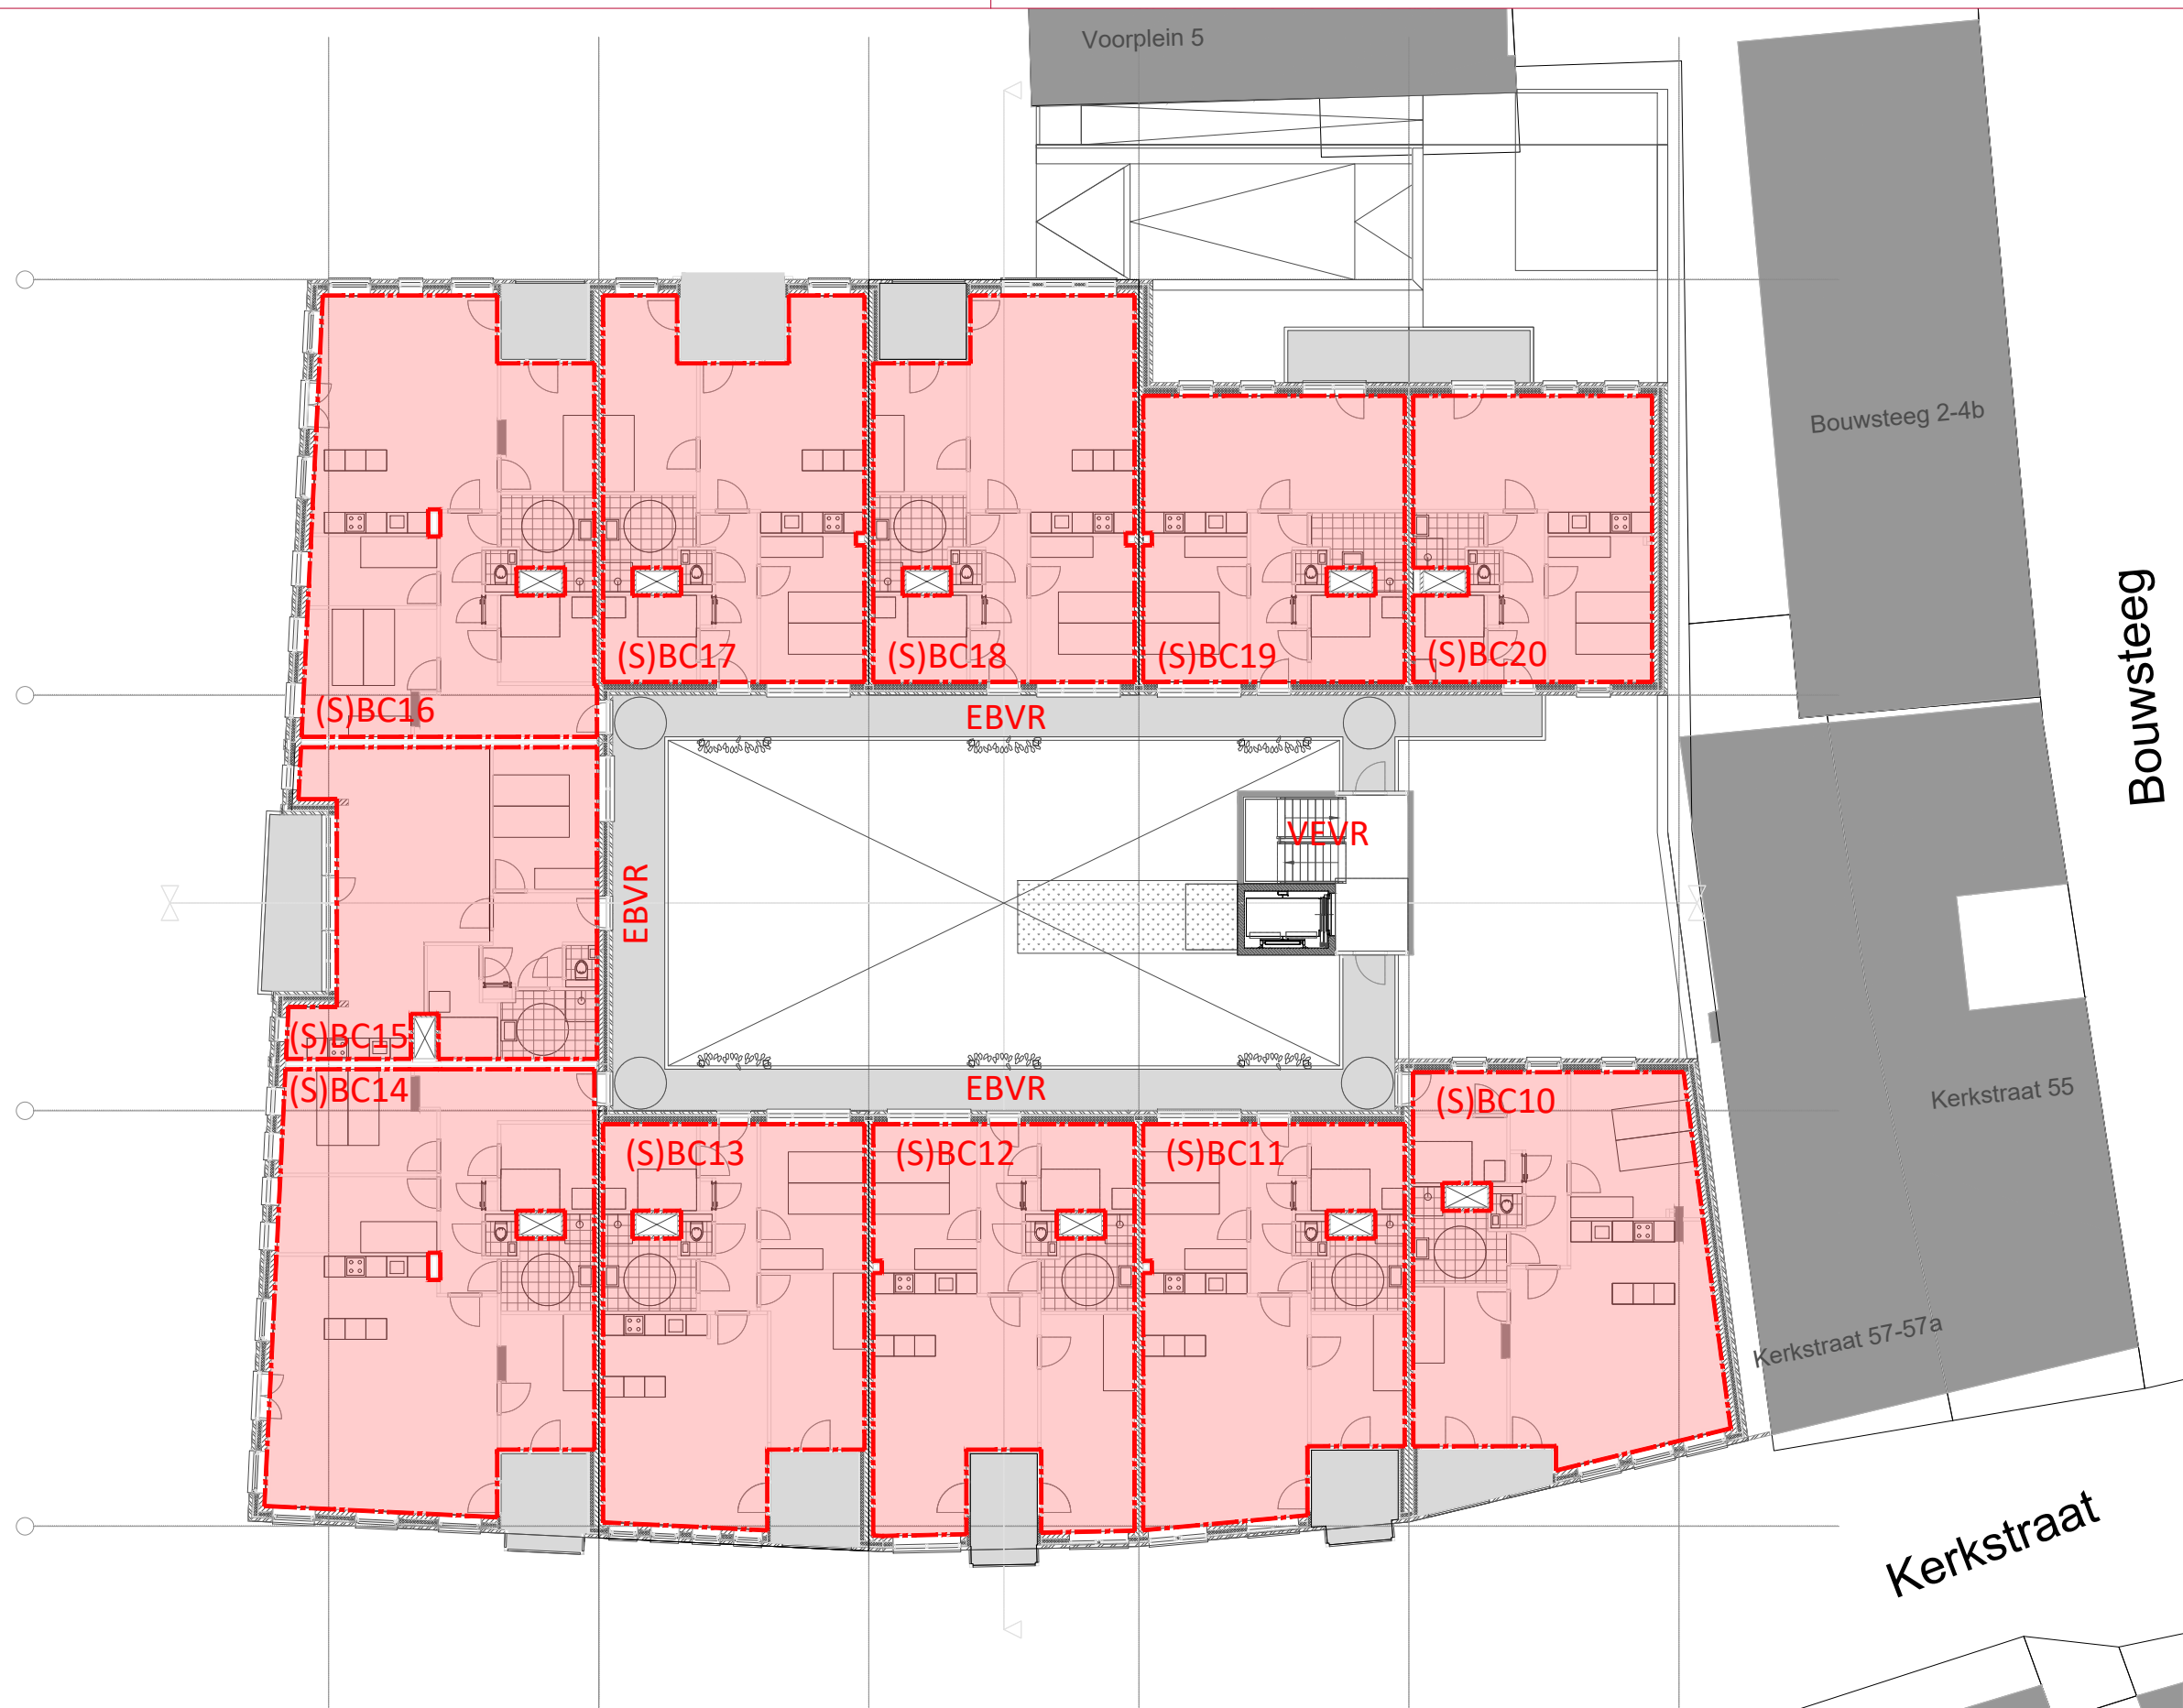 Voorplein 5
Bouwsteeg 2-4b
Bouwsteeg
(S)BC17
(S)BC18
(S)BC19
(S)BC20
(S)BC16
EBVR
VEVR
EBVR
(S)BC15
(S)BC14
EBVR
(S)BC10
Kerkstraat 55
(S)BC13
(S)BC12
(S)BC11
Kerkstraat 57-57a
Kerkstraat